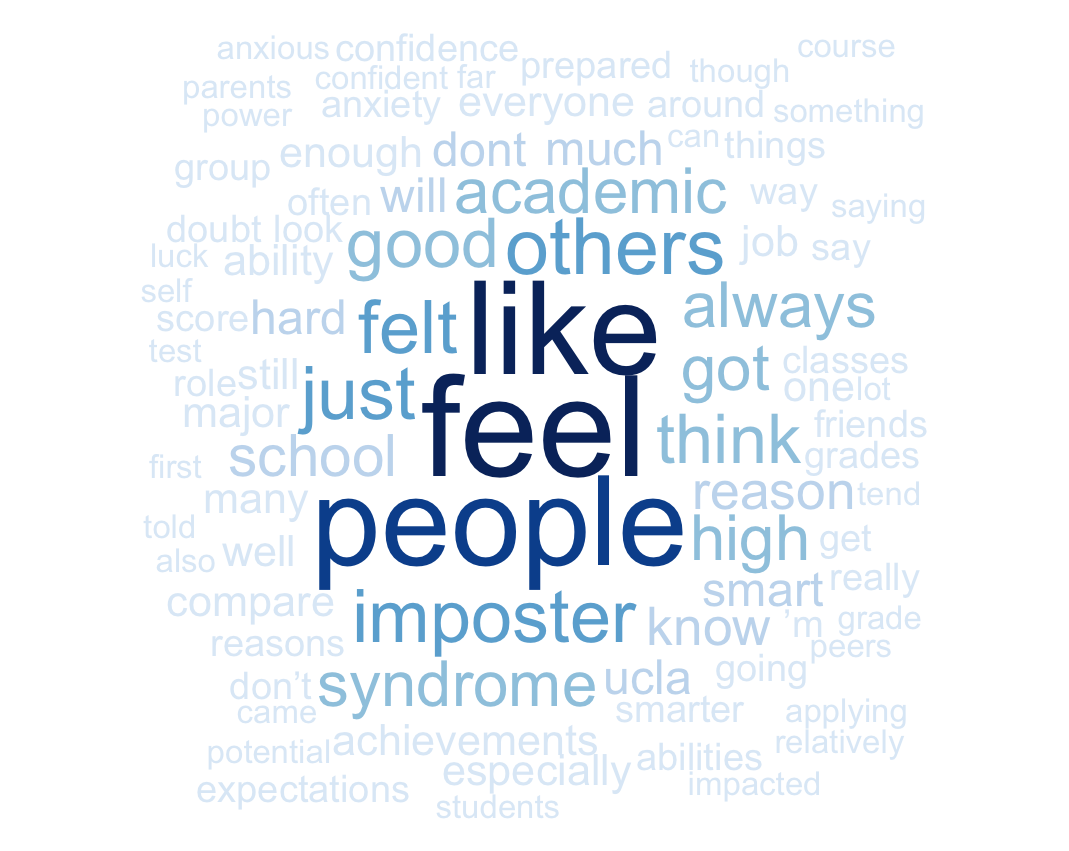 anxious confidence course
parents confident far prepared though
power anxiety everyone around something
group enough dont much can things
often will academic way saying
doubt look good others job say
luck ability
self like always
score hard felt
test got classes
role still just feel one lot
major think friends
first school grades
many people reason tend
told high get
also well smart really
compare imposter know 'm grade
reasons peers
don't syndrome ucla going
came smarter applying
potential achievements abilities relatively
expectations especially impacted
students